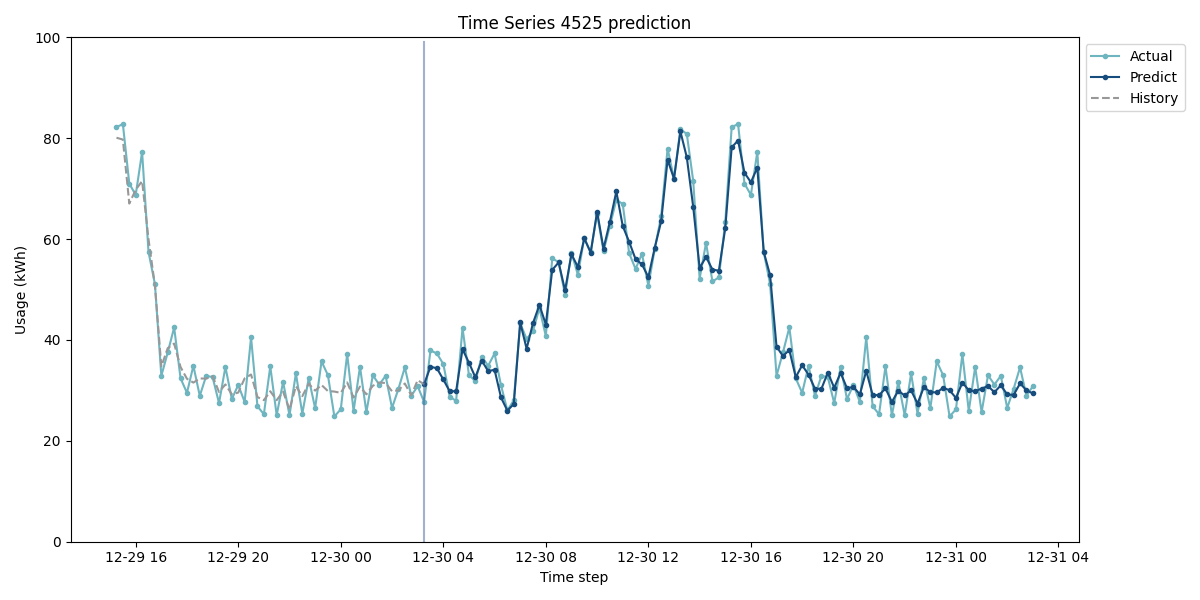 Time Series 4525 prediction
100
80
60
40
20
0
Usage (kWh)
12-29 16
12-29 20
12-30 00
12-30 04
12-30 08
12-30 12
12-30 16
12-30 20
12-31 00
12-31 04
Time step
Actual
Predict
History